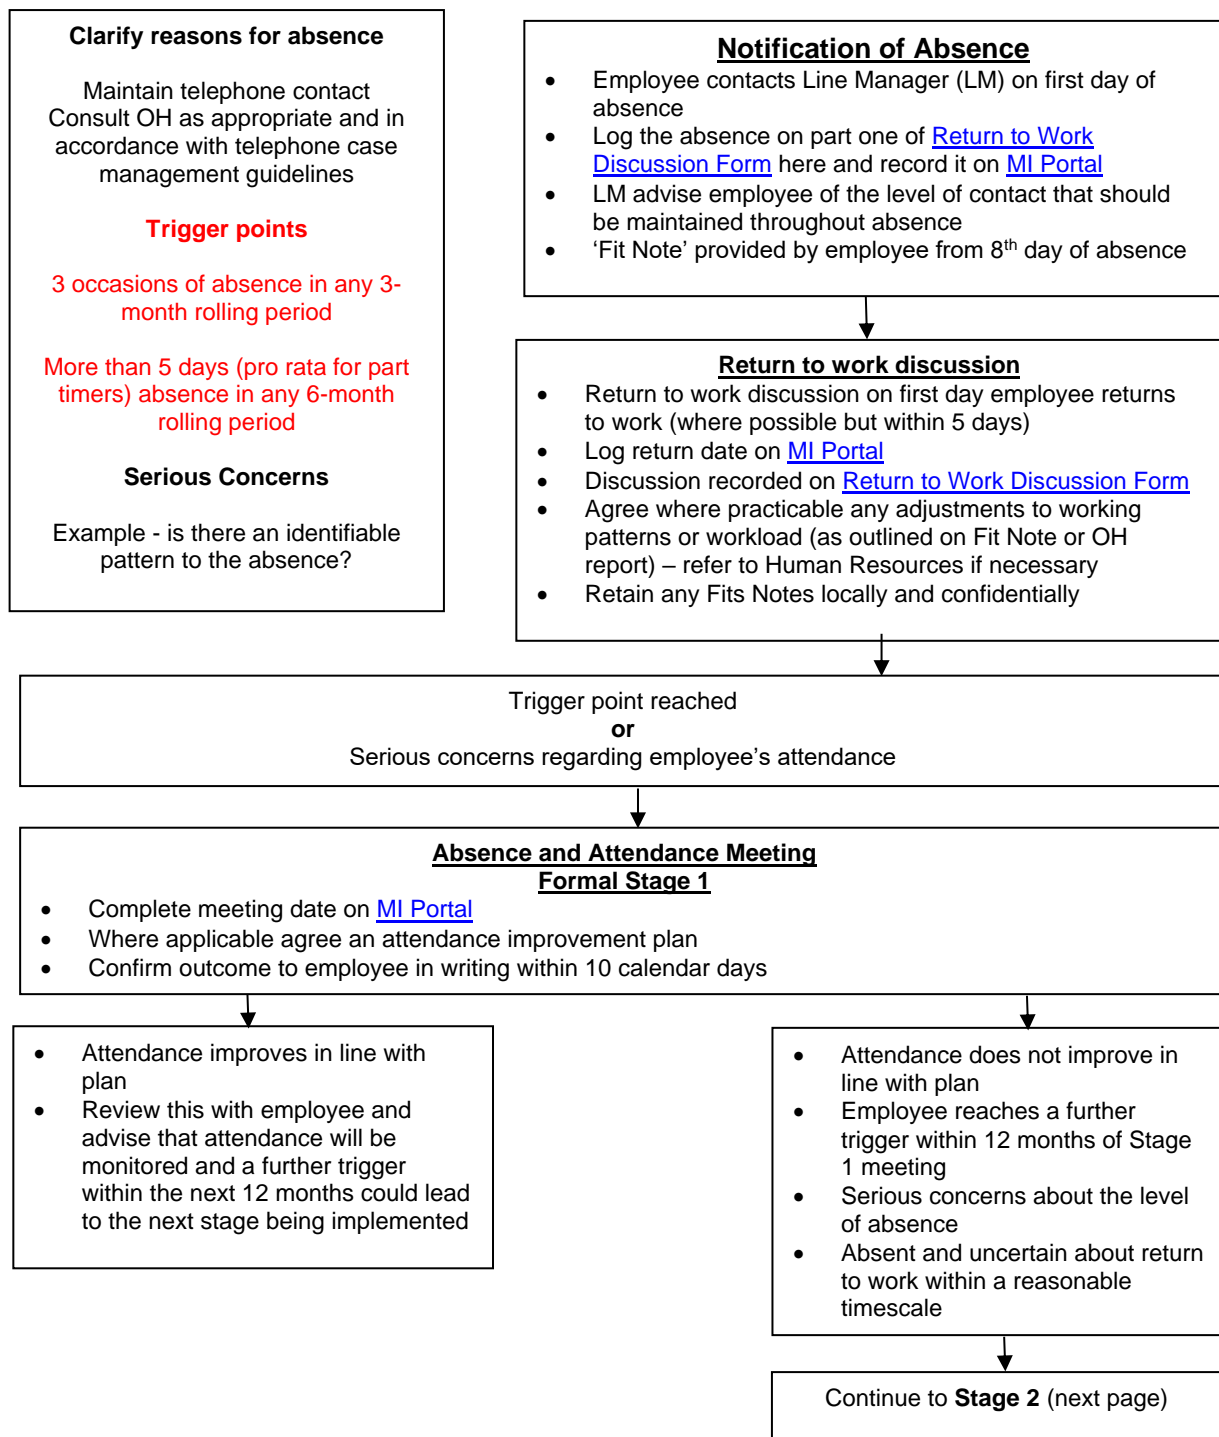 Clarify reasons for absence
Maintain telephone contact
Consult OH as appropriate and in
accordance with telephone case
management guidelines
Trigger points
3 occasions of absence in any 3-
month rolling period
More than 5 days (pro rata for part
timers) absence in any 6-month
rolling period
Serious Concerns
Example - is there an identifiable
pattern to the absence?
Notification of Absence
• Employee contacts Line Manager (LM) on first day of
absence
• Log the absence on part one of Return to Work
Discussion Form here and record it on MI Portal
• LM advise employee of the level of contact that should
be maintained throughout absence
• ‘Fit Note’ provided by employee from 8th day of absence
Return to work discussion
• Return to work discussion on first day employee returns
to work (where possible but within 5 days)
• Log return date on MI Portal
• Discussion recorded on Return to Work Discussion Form
• Agree where practicable any adjustments to working
patterns or workload (as outlined on Fit Note or OH
report) – refer to Human Resources if necessary
• Retain any Fits Notes locally and confidentially
Trigger point reached
or
Serious concerns regarding employee’s attendance
Absence and Attendance Meeting
Formal Stage 1
• Complete meeting date on MI Portal
• Where applicable agree an attendance improvement plan
• Confirm outcome to employee in writing within 10 calendar days
• Attendance improves in line with
plan
• Review this with employee and
advise that attendance will be
monitored and a further trigger
within the next 12 months could lead
to the next stage being implemented
• Attendance does not improve in
line with plan
• Employee reaches a further
trigger within 12 months of Stage
1 meeting
• Serious concerns about the level
of absence
• Absent and uncertain about return
to work within a reasonable
timescale
Continue to Stage 2 (next page)